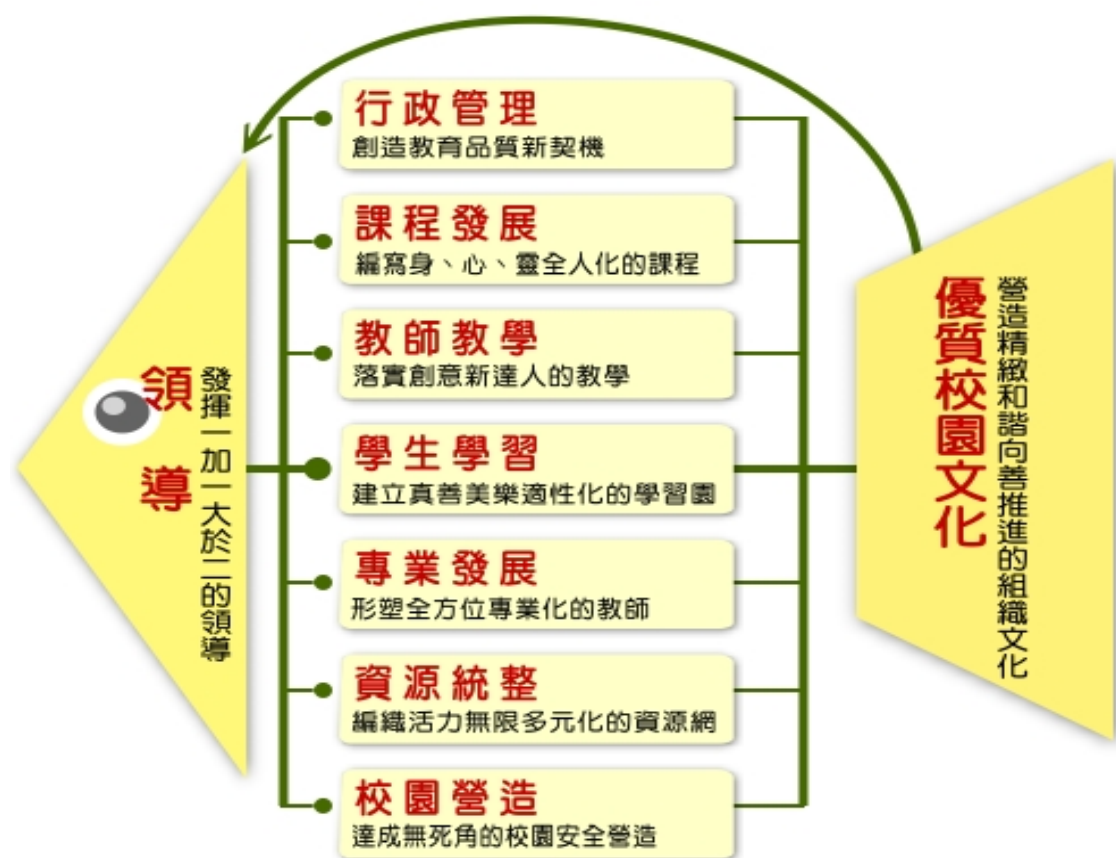 領導
發揮一加一大於二的領導
行政管理
創造教育品質新契機
課程發展
編寫身、心、靈全人化的課程
教師教學
落實創意新達人的教學
學生學習
建立真善美樂適性化的學習園
專業發展
形塑全方位專業化的教師
資源統整
編織活力無限多元化的資源網
校園營造
達成無死角的校園安全營造
優質校園文化
營造精緻和諧向善推進的組織文化